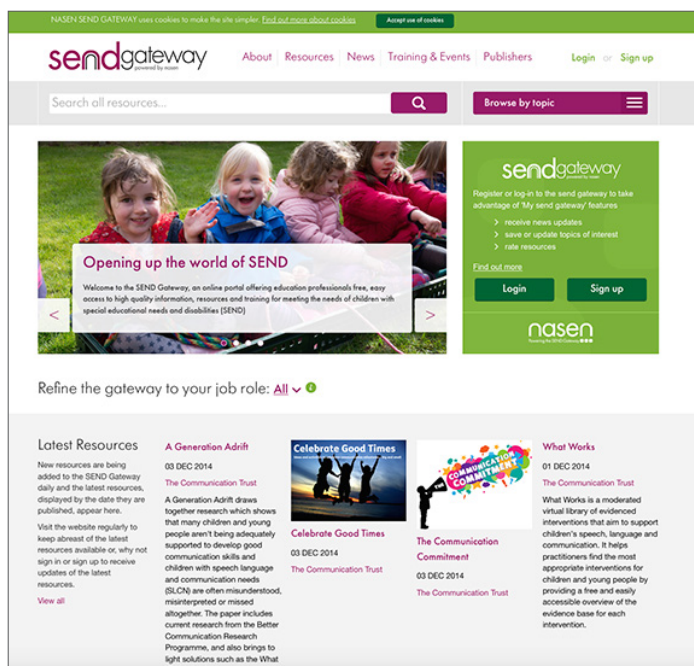 NASEN SEND GATEWAY uses cookies to make the site simpler. Find out more about cookies
Accept use of cookies
sendgateway
powered by nasen
About Resources News Training & Events Publishers
Login or Sign up
Search all resources...
Browse by topic
Opening up the world of SEND
Welcome to the SEND Gateway, an online portal offering education professionals free, easy
access to high quality information, resources and training for meeting the needs of children with
special educational needs and disabilities (SEND)
<
>
sendgateway
powered by nasen
Register or log-in to the send gateway to take
advantage of 'My send gateway' features
> receive news updates
> save or update topics of interest
> rate resources
Find out more
Login
Sign up
nasen
Powering the SEND Gateway
Refine the gateway to your job role: All
Latest Resources
New resources are being
added to the SEND Gateway
daily and the latest resources,
displayed by the date they are
published, appear here.
Visit the website regularly to
keep abreast of the latest
resources available or, why not
sign in or sign up to receive
updates of the latest
resources.
View all
A Generation Adrift
03 DEC 2014
The Communication Trust
A Generation Adrift draws
together research which shows
that many children and young
people aren't being adequately
supported to develop good
communication skills and
children with speech language
and communication needs
(SLCN) are often misunderstood,
misinterpreted or missed
altogether. The paper includes
current research from the Better
Communication Research
Programme, and also brings to
light solutions such as the What
Celebrate Good Times
Celebrate Good Times
03 DEC 2014
The Communication Trust
COMMUNICATION
COMMITMENT
The Communication
Commitment
03 DEC 2014
The Communication Trust
What Works
01 DEC 2014
The Communication Trust
What Works is a moderated
virtual library of evidenced
interventions that aim to support
children's speech, language and
communication. It helps
practitioners find the most
appropriate interventions for
children and young people by
providing a free and easily
accessible overview of the
evidence base for each
intervention.